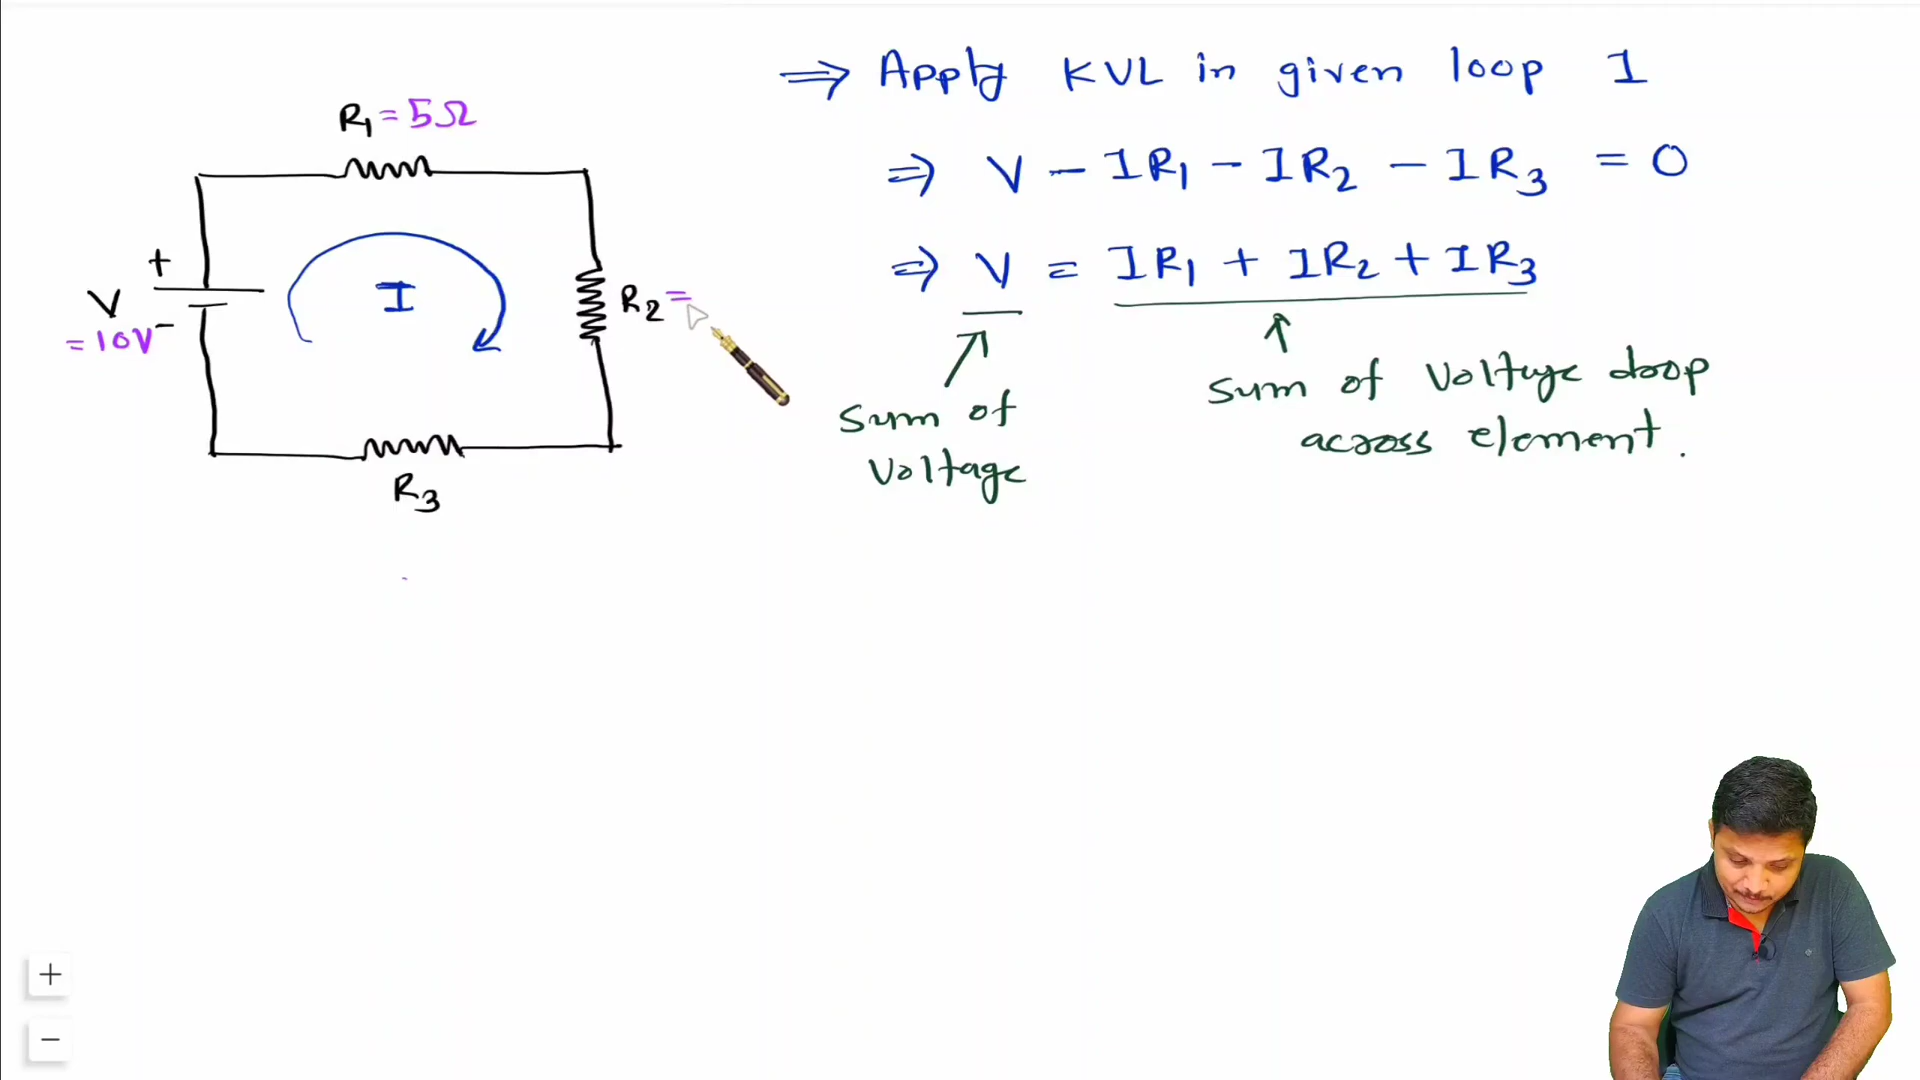 ⇒ Apply KVL in given loop 1
R₁ = 5Ω
⇒ V - IR₁ - IR₂ - IR₃ = 0
⇒ V = IR₁ + IR₂ + IR₃
+
I
R₂ =
V
= 10V -
Sum of Voltage drop
across element.
Sum of
Voltage
R₃
+
−